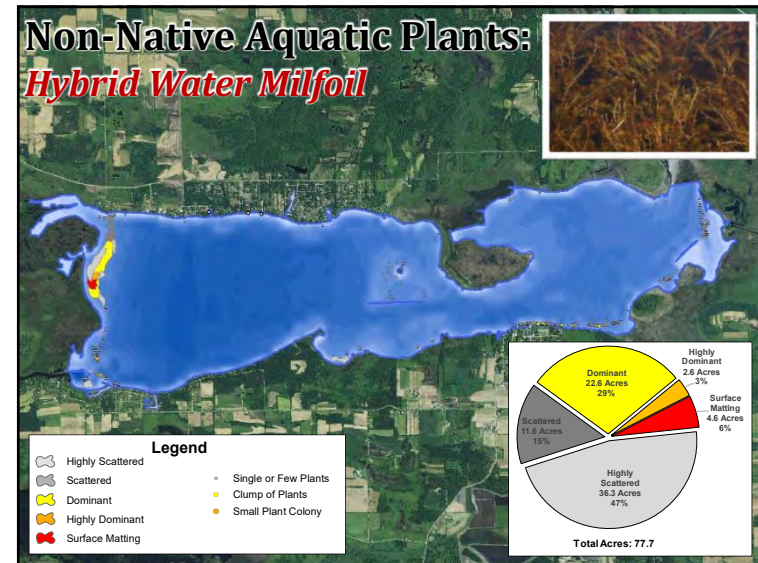 Non-Native Aquatic Plants:
Hybrid Water Milfoil
Legend
Highly Scattered
Scattered
Dominant
Highly Dominant
Surface Matting
Single or Few Plants
Clump of Plants
Small Plant Colony
Dominant
22.6 Acres
29%
Highly
Dominant
2.6 Acres
3%
Surface
Matting
4.6 Acres
6%
Scattered
11.6 Acres
15%
Highly
Scattered
36.3 Acres
47%
Total Acres: 77.7